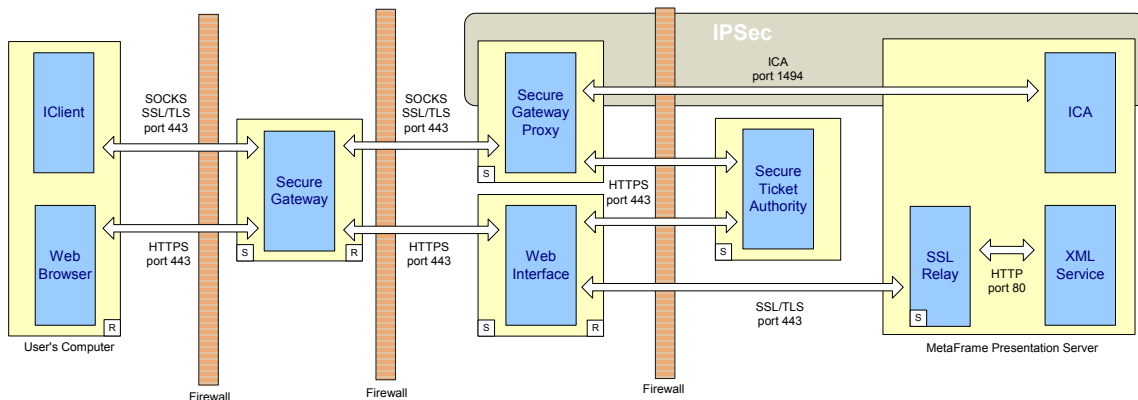 IPSec
ICA
port 1494
IClient
SOCKS
SSL/TLS
port 443
SOCKS
SSL/TLS
port 443
Secure
Gateway
Proxy
ICA
S
Secure
Gateway
HTTPS
port 443
Secure
Ticket
Authority
Web
Browser
HTTPS
port 443
S
R
HTTPS
port 443
Web
Interface
S
SSL
Relay
HTTP
port 80
XML
Service
R
S
R
SSL/TLS
port 443
S
User's Computer
MetaFrame Presentation Server
Firewall
Firewall
Firewall